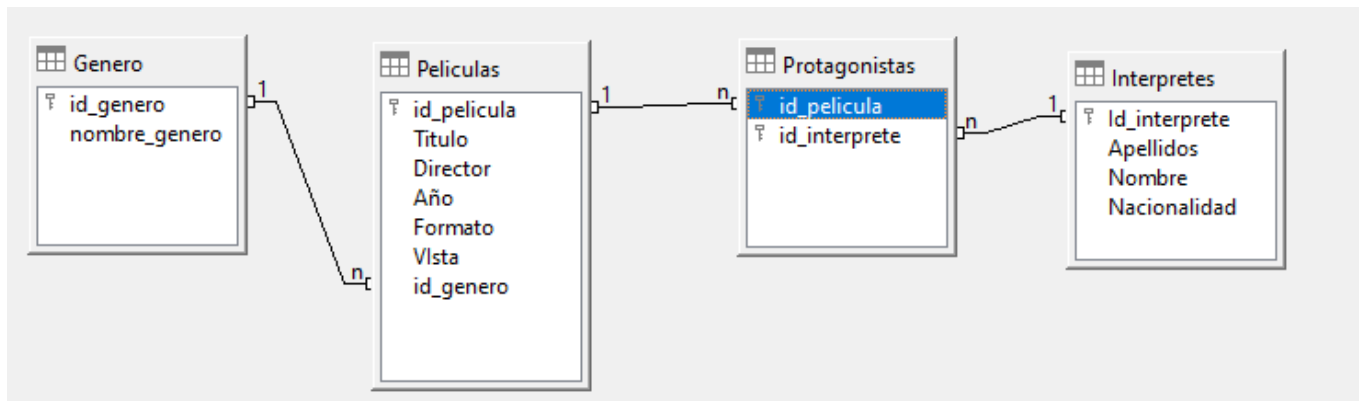 Genero
id_genero
nombre_genero
1
n
Peliculas
id_pelicula
Titulo
Director
Año
Formato
VIsta
id_genero
1
n
Protagonistas
id_pelicula
id_interprete
n
1
Interpretes
Id_interprete
Apellidos
Nombre
Nacionalidad